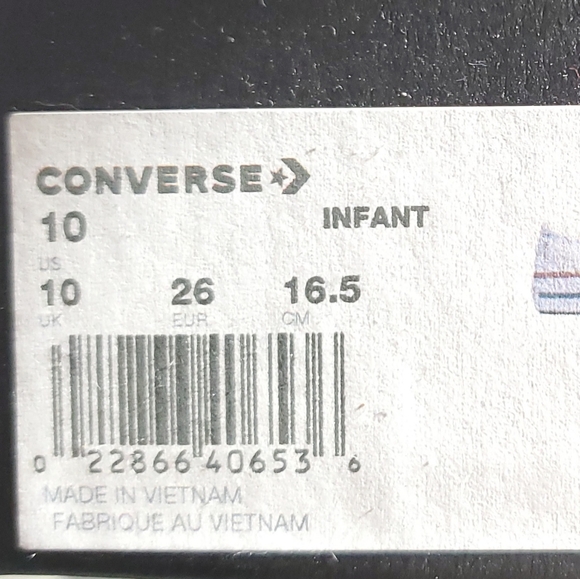 CONVERSE
10 INFANT
US
10 26 16.5
UK EUR CM
0 22866 40653 6
MADE IN VIETNAM
FABRIQUE AU VIETNAM